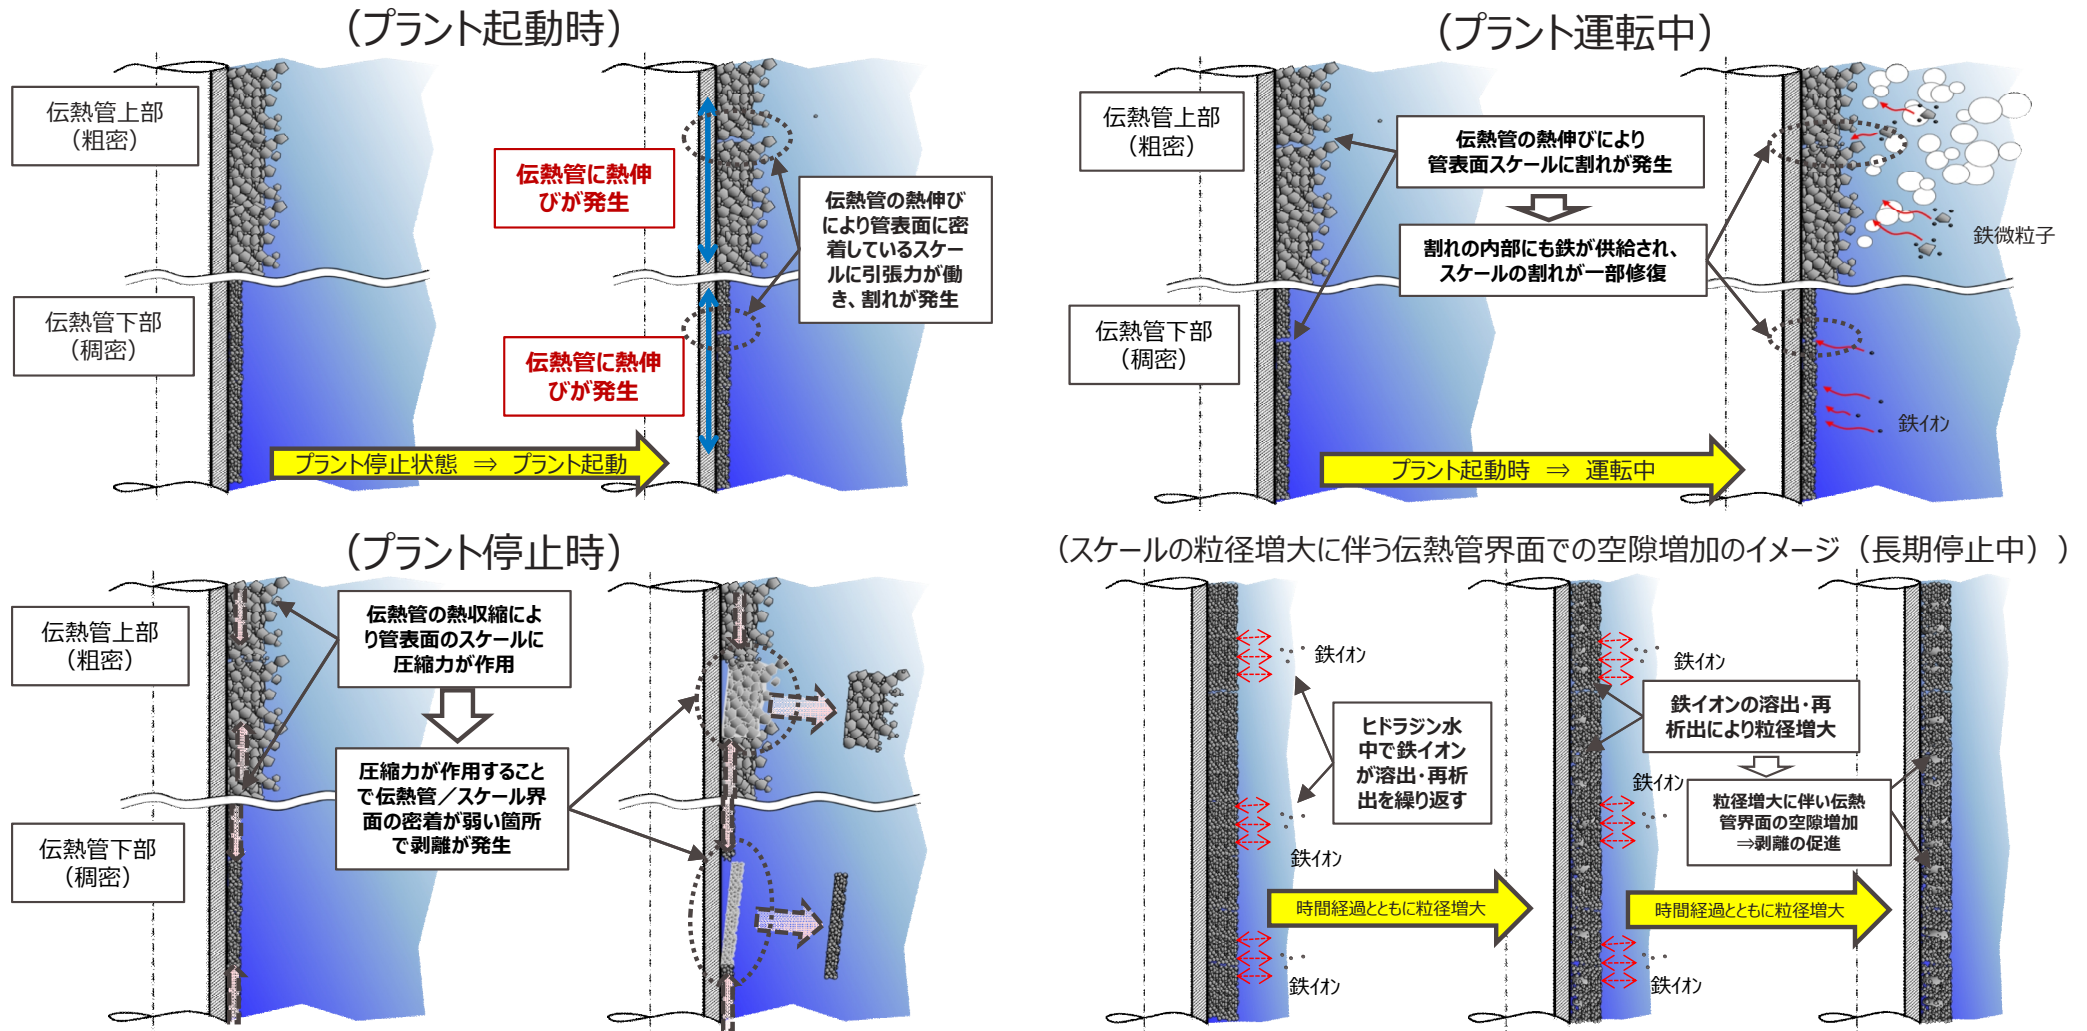 （プラント起動時）
伝熱管上部
（粗密）
伝熱管下部
（稠密）
伝熱管に熱伸
びが発生
伝熱管に熱伸
びが発生
伝熱管の熱伸び
により管表面に密
着しているスケー
ルに引張力が働
き、割れが発生
プラント停止状態 ⇒ プラント起動
（プラント運転中）
伝熱管上部
（粗密）
伝熱管下部
（稠密）
伝熱管の熱伸びにより
管表面スケールに割れが発生
割れの内部にも鉄が供給され、
スケールの割れが一部修復
鉄微粒子
鉄イオン
プラント起動時 ⇒ 運転中
（プラント停止時）
伝熱管上部
（粗密）
伝熱管下部
（稠密）
伝熱管の熱収縮によ
り管表面のスケールに
圧縮力が作用
圧縮力が作用すること
で伝熱管／スケール界
面の密着が弱い箇所
で剥離が発生
（スケールの粒径増大に伴う伝熱管界面での空隙増加のイメージ（長期停止中））
鉄イオン
ヒドラジン水
中で鉄イオン
が溶出・再析
出を繰り返す
鉄イオン
時間経過とともに粒径増大
鉄イオン
鉄イオン
鉄イオンの溶出・再
析出により粒径増大
鉄イオン
粒径増大に伴い伝熱
管界面の空隙増加
⇒剥離の促進
時間経過とともに粒径増大
鉄イオン